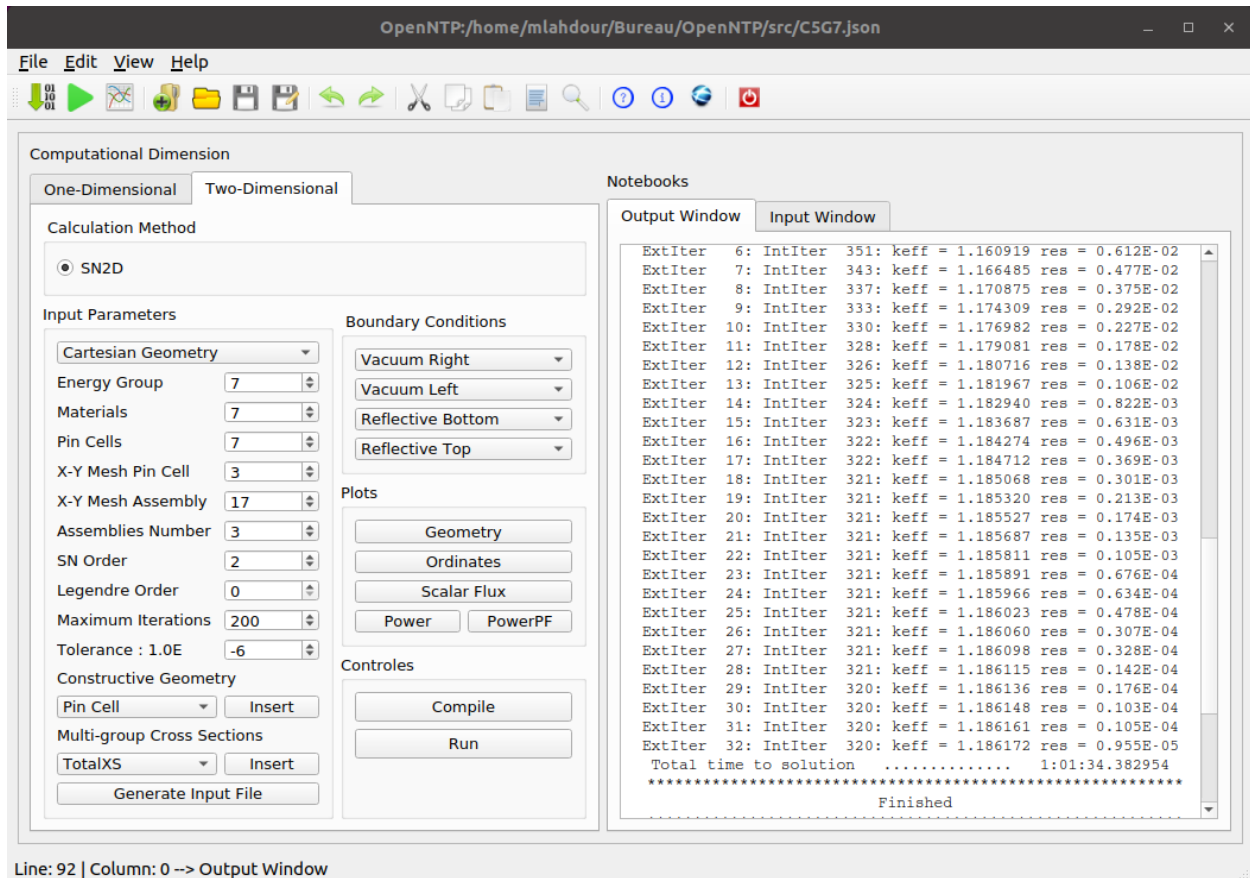 OpenNTP:/home/mlahdour/Bureau/OpenNTP/src/C5G7.json
File Edit View Help
Computational Dimension
One-Dimensional
Two-Dimensional
Calculation Method
SN2D
Input Parameters
Cartesian Geometry
Energy Group 7
Materials 7
Pin Cells 7
X-Y Mesh Pin Cell 3
X-Y Mesh Assembly 17
Assemblies Number 3
SN Order 2
Legendre Order 0
Maximum Iterations 200
Tolerance : 1.0E -6
Constructive Geometry
Pin Cell Insert
Multi-group Cross Sections
TotalXS Insert
Generate Input File
Boundary Conditions
Vacuum Right
Vacuum Left
Reflective Bottom
Reflective Top
Plots
Geometry
Ordinates
Scalar Flux
Power PowerPF
Controles
Compile
Run
Notebooks
Output Window
Input Window
ExtIter 6: IntIter 351: keff = 1.160919 res = 0.612E-02
ExtIter 7: IntIter 343: keff = 1.166485 res = 0.477E-02
ExtIter 8: IntIter 337: keff = 1.170875 res = 0.375E-02
ExtIter 9: IntIter 333: keff = 1.174309 res = 0.292E-02
ExtIter 10: IntIter 330: keff = 1.176982 res = 0.227E-02
ExtIter 11: IntIter 328: keff = 1.179081 res = 0.178E-02
ExtIter 12: IntIter 326: keff = 1.180716 res = 0.138E-02
ExtIter 13: IntIter 325: keff = 1.181967 res = 0.106E-02
ExtIter 14: IntIter 324: keff = 1.182940 res = 0.822E-03
ExtIter 15: IntIter 323: keff = 1.183687 res = 0.631E-03
ExtIter 16: IntIter 322: keff = 1.184274 res = 0.496E-03
ExtIter 17: IntIter 322: keff = 1.184712 res = 0.369E-03
ExtIter 18: IntIter 321: keff = 1.185068 res = 0.301E-03
ExtIter 19: IntIter 321: keff = 1.185320 res = 0.213E-03
ExtIter 20: IntIter 321: keff = 1.185527 res = 0.174E-03
ExtIter 21: IntIter 321: keff = 1.185687 res = 0.135E-03
ExtIter 22: IntIter 321: keff = 1.185811 res = 0.105E-03
ExtIter 23: IntIter 321: keff = 1.185891 res = 0.676E-04
ExtIter 24: IntIter 321: keff = 1.185966 res = 0.634E-04
ExtIter 25: IntIter 321: keff = 1.186023 res = 0.478E-04
ExtIter 26: IntIter 321: keff = 1.186060 res = 0.307E-04
ExtIter 27: IntIter 321: keff = 1.186098 res = 0.328E-04
ExtIter 28: IntIter 321: keff = 1.186115 res = 0.142E-04
ExtIter 29: IntIter 320: keff = 1.186136 res = 0.176E-04
ExtIter 30: IntIter 320: keff = 1.186148 res = 0.103E-04
ExtIter 31: IntIter 320: keff = 1.186161 res = 0.105E-04
ExtIter 32: IntIter 320: keff = 1.186172 res = 0.955E-05
Total time to solution .............. 1:01:34.382954
**********************************************************
Finished
Line: 92 | Column: 0 --> Output Window